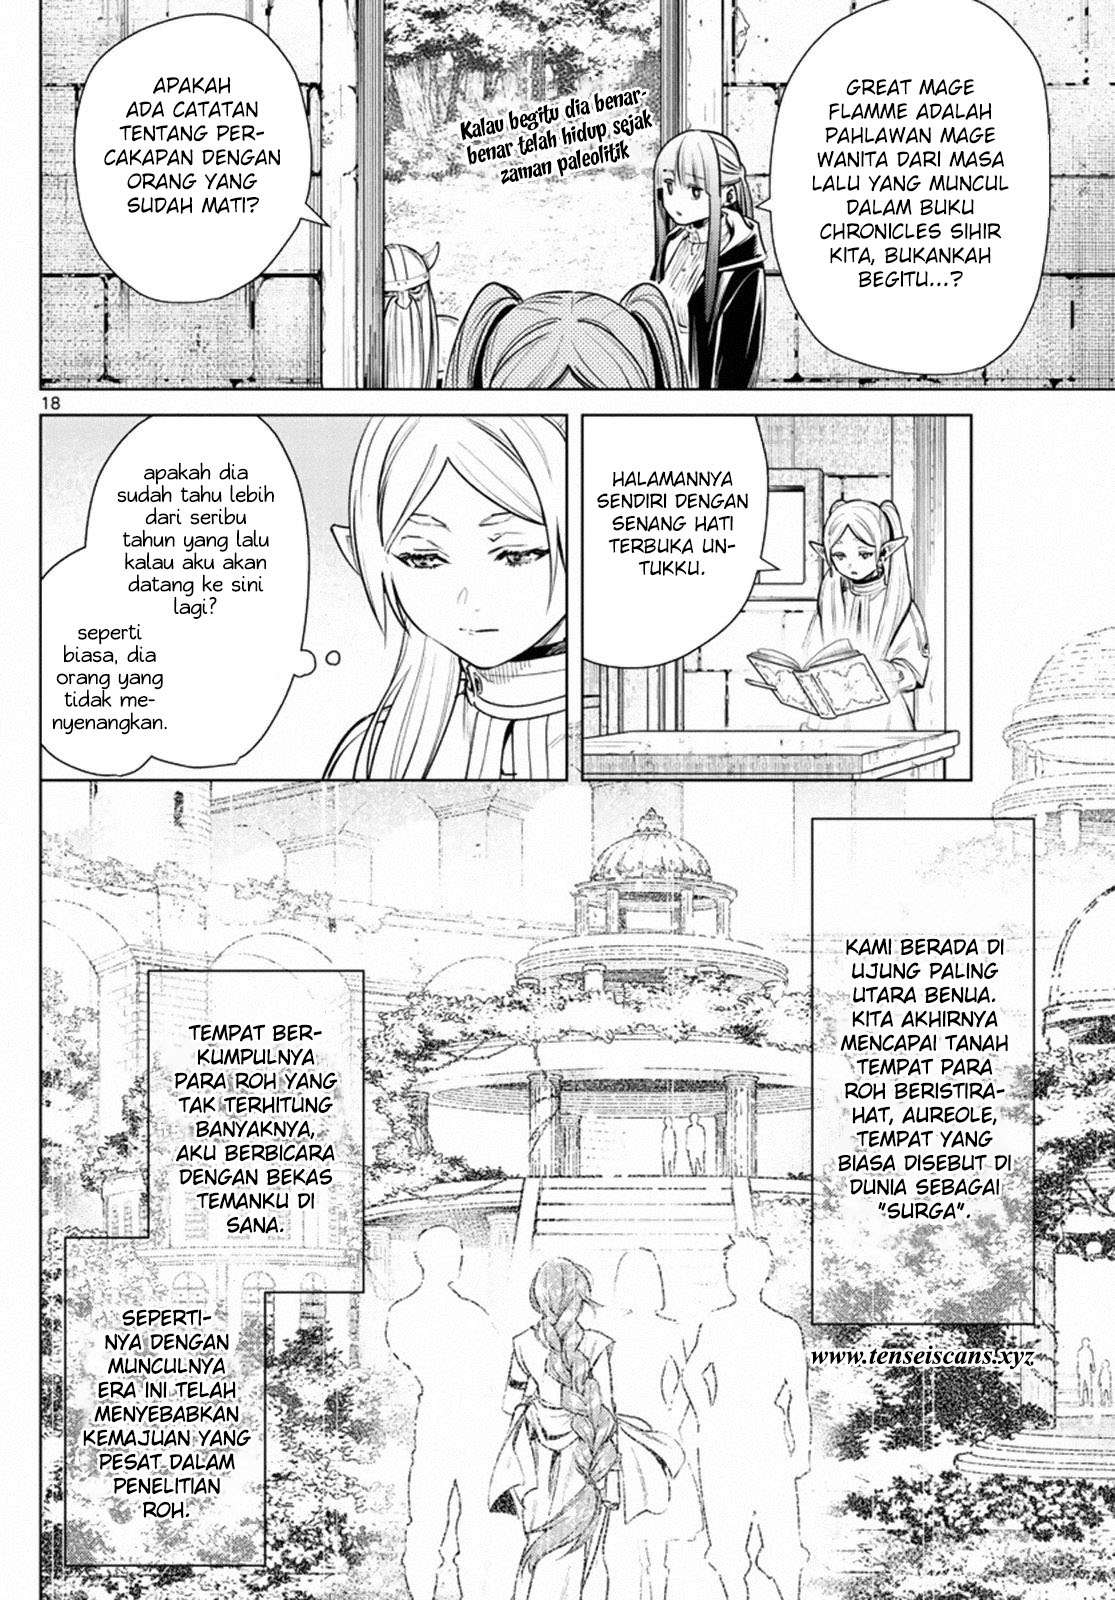 GREAT MAGE
FLAMME ADALAH
PAHLAWAN MAGE
WANITA DARI MASA
LALU YANG MUNCUL
DALAM BUKU
CHRONICLES SIHIR
KITA, BUKANKAH
BEGITU...?
Kalau begitu dia benar-
benar telah hidup sejak
zaman paleolitik
APAKAH
ADA CATATAN
TENTANG PER-
CAKAPAN DENGAN
ORANG YANG
SUDAH MATI?
18
HALAMANNYA
SENDIRI DENGAN
SENANG HATI
TERBUKA UN-
TUKKU.
apakah dia
sudah tahu lebih
dari seribu
tahun yang lalu
kalau aku akan
datang ke sini
lagi?
seperti
biasa, dia
orang yang
tidak me-
nyenangkan.
KAMI BERADA DI
UJUNG PALING
UTARA BENUA.
KITA AKHIRNYA
MENCAPAI TANAH
TEMPAT PARA
ROH BERISTIRA-
HAT, AUREOLE,
TEMPAT YANG
BIASA DISEBUT DI
DUNIA SEBAGAI
"SURGA".
TEMPAT BER-
KUMPULNYA
PARA ROH YANG
TAK TERHITUNG
BANYAKNYA,
AKU BERBICARA
DENGAN BEKAS
TEMANKU DI
SANA.
SEPERTI-
NYA DENGAN
MUNCULNYA
ERA INI TELAH
MENYEBABKAN
KEMAJUAN YANG
PESAT DALAM
PENELITIAN
ROH.
www.tenseiscans.xyz